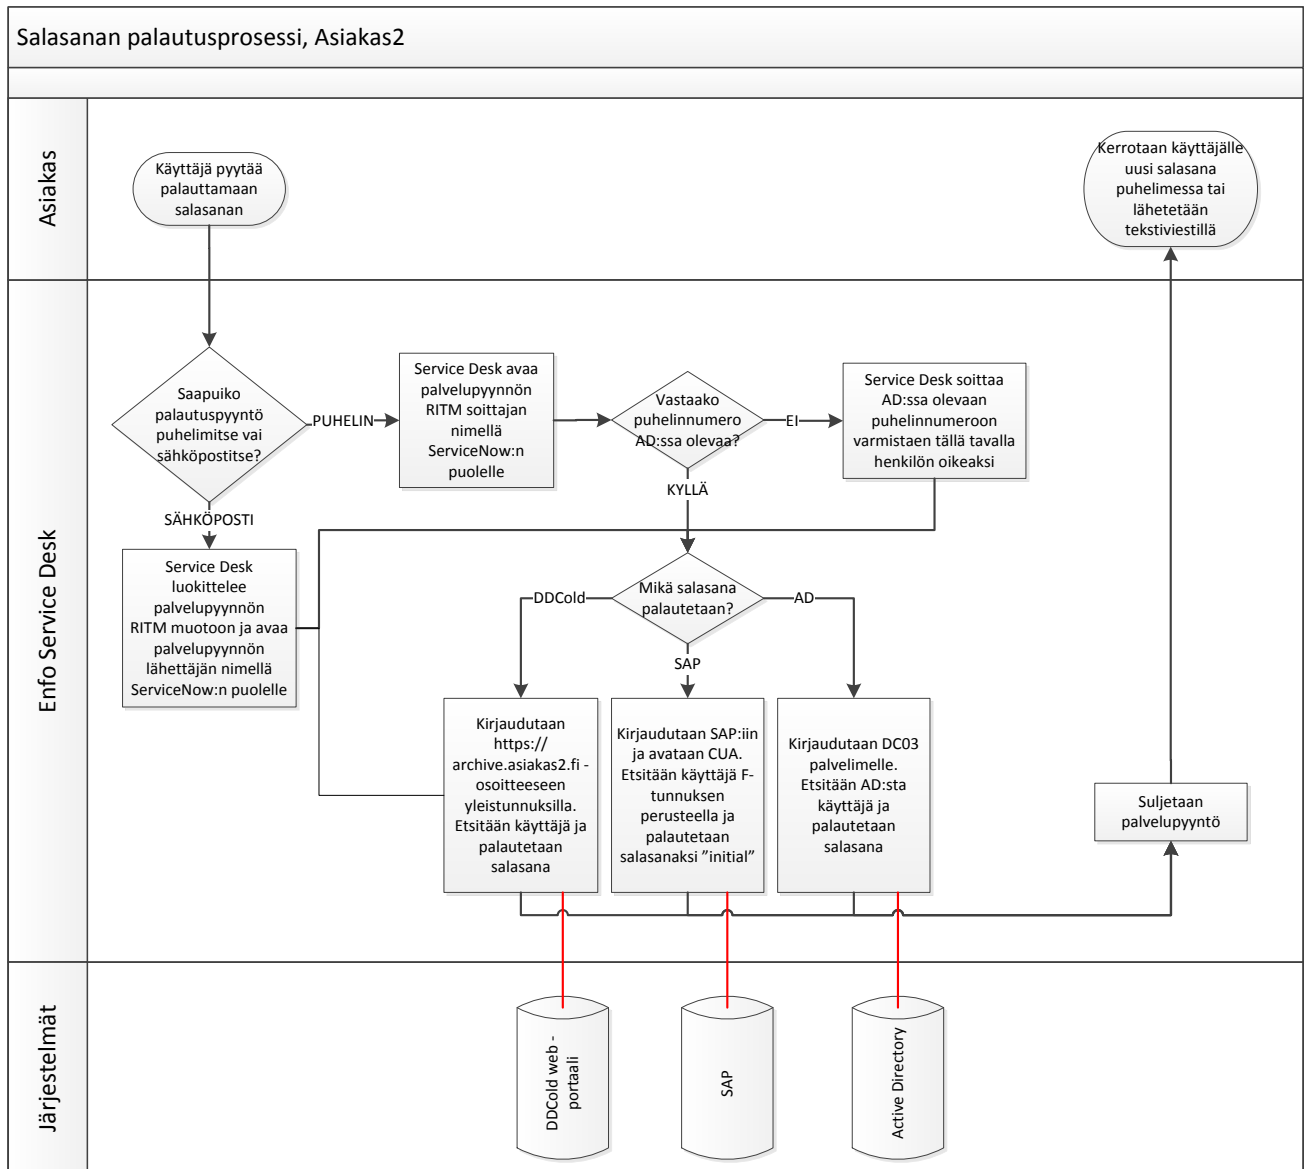 Salasanan palautusprosessi, Asiakas2
Asiakas
Käyttäjä pyytää
palauttamaan
salasanan
Kerrotaan käyttäjälle
uusi salasana
puhelimessa tai
lähetetään
tekstiviestillä
Enfo Service Desk
Saapuiko
palautuspyyntö
puhelimitse vai
sähköpostitse?
PUHELIN
Service Desk avaa
palvelupyynnön
RITM soittajan
nimellä
ServiceNow:n
puolelle
Vastaako
puhelinnumero
AD:ssa olevaa?
EI
Service Desk soittaa
AD:ssa olevaan
puhelinnumeroon
varmistaen tällä tavalla
henkilön oikeaksi
KYLLÄ
SÄHKÖPOSTI
Service Desk
luokittelee
palvelupyynnön
RITM muotoon ja avaa
palvelupyynnön
lähettäjän nimellä
ServiceNow:n puolelle
Mikä salasana
palautetaan?
DDCold
SAP
AD
Kirjaudutaan
https://
archive.asiakas2.fi -
osoitteeseen
yleistunnuksilla.
Etsitään käyttäjä ja
palautetaan
salasana
Kirjaudutaan SAP:iin
ja avataan CUA.
Etsitään käyttäjä F-
tunnuksen
perusteella ja
palautetaan
salasanaksi ”initial”
Kirjaudutaan DC03
palvelimelle.
Etsitään AD:sta
käyttäjä ja
palautetaan
salasana
Suljetaan
palvelupyyntö
Järjestelmät
DDCold web -
portaali
SAP
Active Directory